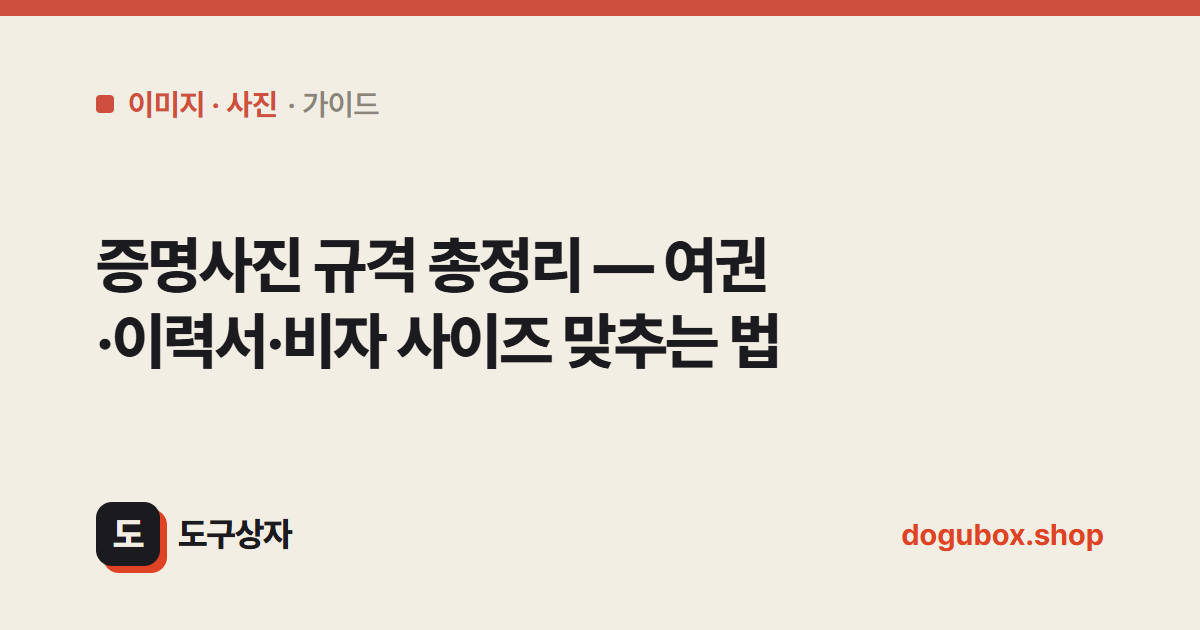 이미지 · 사진 · 가이드
증명사진 규격 총정리 — 여권
·이력서·비자 사이즈 맞추는 법
도 도구상자
dogubox.shop